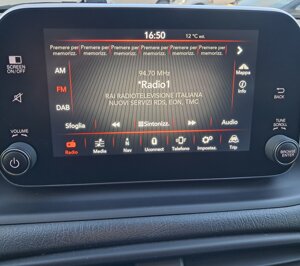 16:50
12 °C
Premere per memorizz. Premere per memorizz. Premere per memorizz. Premere per memorizz. Premere per memorizz. Premere per memorizz.
SCREEN ON/OFF
AM
FM
DAB
94.70 MHz
"Radio1
RAI RADIOTELEVISIONE ITALIANA
NUOVI SERVIZI RDS, EON, TMC
Mappa
Info
BACK
Sfoglia
Sintonizz.
Audio
VOLUME
TUNE SCROLL
Radio Media Nav Uconnect Telefono Impostaz. Trip
BROWSE ENTER